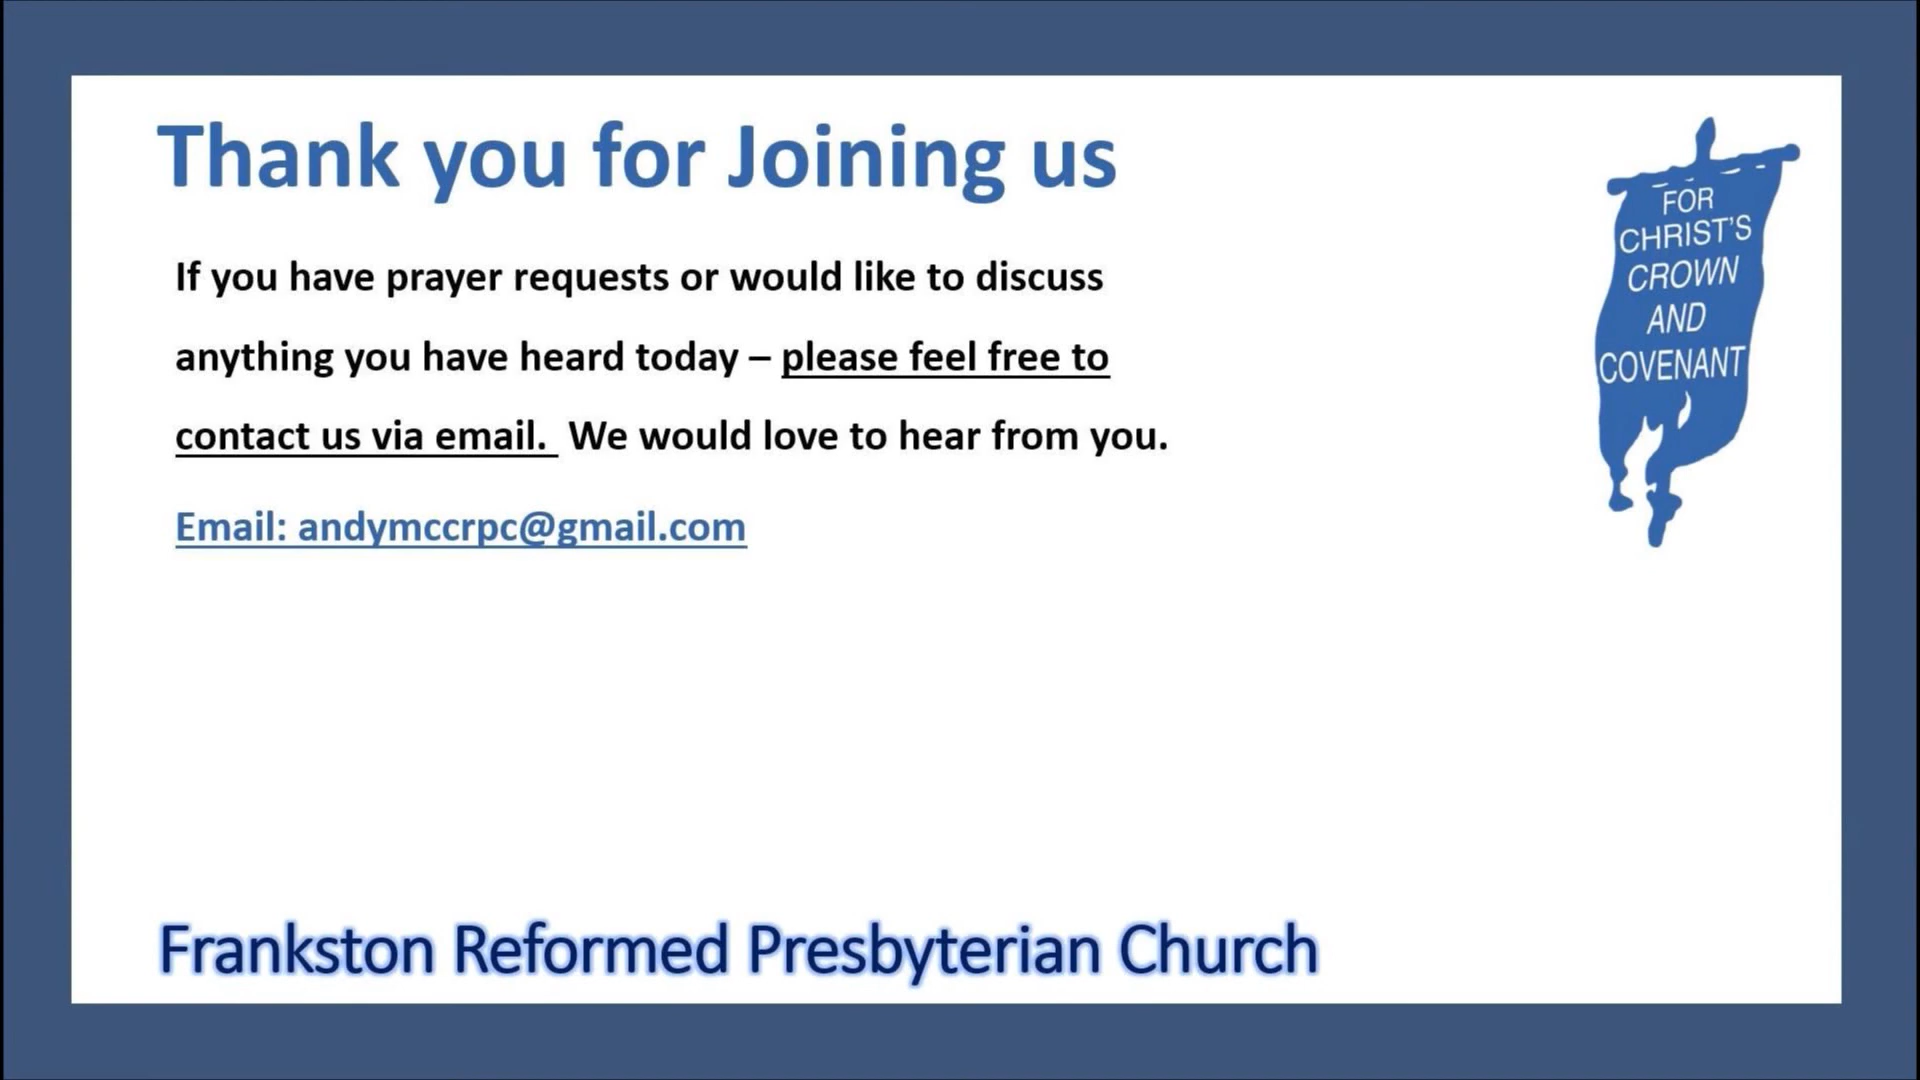 Thank you for Joining us
If you have prayer requests or would like to discuss
anything you have heard today – please feel free to
contact us via email.  We would love to hear from you.
Email: andymccrpc@gmail.com
FOR
CHRIST'S
CROWN
AND
COVENANT
Frankston Reformed Presbyterian Church